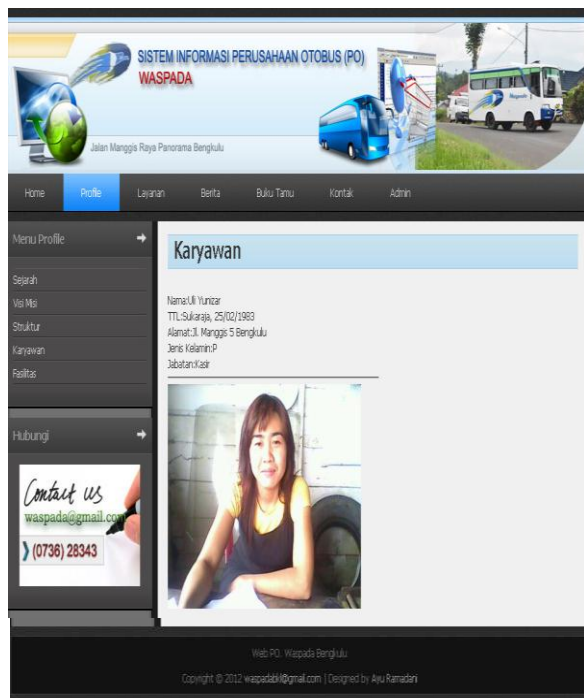 SISTEM INFORMASI PERUSAHAAN OTOBUS (PO)
WASPADA
Jalan Manggis Raya Panorama Bengkulu
Home Profile Layanan Berita Buku Tamu Kontak Admin
Menu Profile
Sejarah
Visi Misi
Struktur
Karyawan
Fasilitas
Hubungi
Contact us
waspada@gmail.com
(0736) 28343
Karyawan
Nama:Uli Yunizar
TTL:Sukaraja, 25/02/1983
Alamat:Jl. Manggis 5 Bengkulu
Jenis Kelamin:P
Jabatan:Kasir
Web PO. Waspada Bengkulu
Copyright © 2012 waspadabkl@gmail.com | Designed by Ayu Ramadani